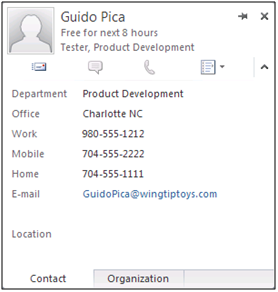 Guido Pica
Free for next 8 hours
Tester, Product Development
Department Product Development
Office Charlotte NC
Work 980-555-1212
Mobile 704-555-2222
Home 704-555-1111
E-mail GuidoPica@wingtiptoys.com
Location
Contact Organization